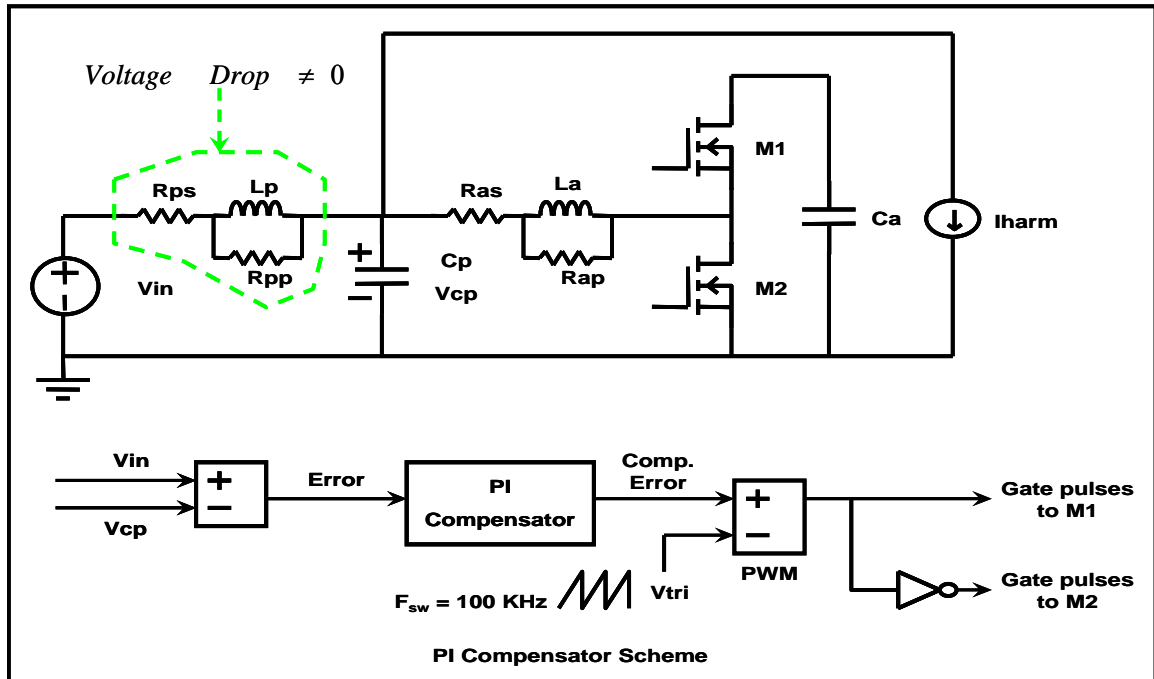 Voltage Drop ≠ 0
M1
Rps
Lp
Ras
La
Ca
Iharm
Rpp
Vin
Cp
Vcp
Rap
M2
Vin
Vcp
Error
PI
Compensator
Comp.
Error
PWM
Gate pulses
to M1
Gate pulses
to M2
Fsw = 100 KHz
Vtri
PI Compensator Scheme